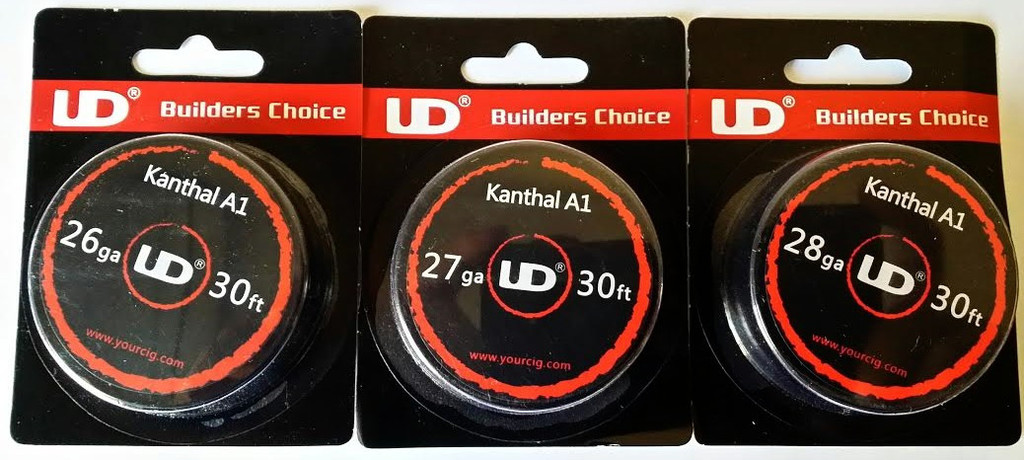 UD® Builders Choice
Kanthal A1
26ga UD® 30ft
www.yourcig.com
UD® Builders Choice
Kanthal A1
27ga UD® 30ft
www.yourcig.com
UD® Builders Choice
Kanthal A1
28ga UD® 30ft
www.yourcig.com